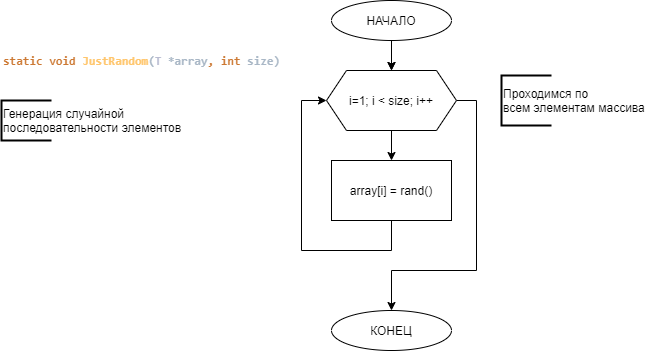 НАЧАЛО
static void JustRandom(T *array, int size)
i=1; i < size; i++
Проходимся по
всем элементам массива
Генерация случайной
последовательности элементов
array[i] = rand()
КОНЕЦ